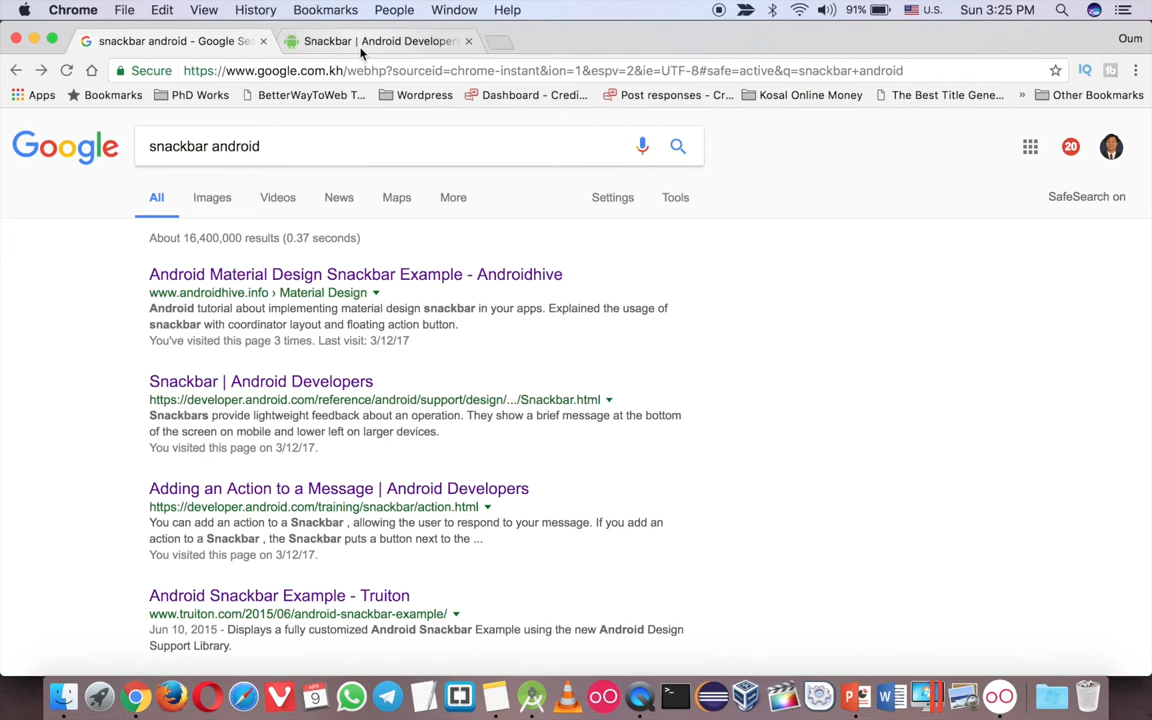 Chrome File Edit View History Bookmarks People Window Help 91% U.S. Sun 3:25 PM
snackbar android - Google Sea Snackbar | Android Developers Oum
Secure https://www.google.com.kh/webhp?sourceid=chrome-instant&ion=1&espv=2&ie=UTF-8#safe=active&q=snackbar+android
Apps Bookmarks PhD Works BetterWayToWeb T... Wordpress Dashboard - Credi... Post responses - Cr... Kosal Online Money The Best Title Gene... » Other Bookmarks
Google snackbar android 20
All Images Videos News Maps More Settings Tools SafeSearch on
About 16,400,000 results (0.37 seconds)
Android Material Design Snackbar Example - Androidhive
www.androidhive.info › Material Design
Android tutorial about implementing material design snackbar in your apps. Explained the usage of
snackbar with coordinator layout and floating action button.
You've visited this page 3 times. Last visit: 3/12/17
Snackbar | Android Developers
https://developer.android.com/reference/android/support/design/.../Snackbar.html
Snackbars provide lightweight feedback about an operation. They show a brief message at the bottom
of the screen on mobile and lower left on larger devices.
You visited this page on 3/12/17.
Adding an Action to a Message | Android Developers
https://developer.android.com/training/snackbar/action.html
You can add an action to a Snackbar , allowing the user to respond to your message. If you add an
action to a Snackbar , the Snackbar puts a button next to the ...
You visited this page on 3/12/17.
Android Snackbar Example - Truiton
www.truiton.com/2015/06/android-snackbar-example/
Jun 10, 2015 - Displays a fully customized Android Snackbar Example using the new Android Design
Support Library.
APR
9